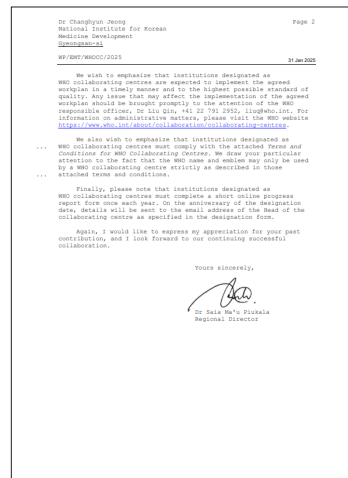 Dr Changhyun Jeong Page 2
National Institute for Korean
Medicine Development
Gyeongsan-si
WP/EMT/WHOCC/2025 31 Jan 2025
We wish to emphasize that institutions designated as
WHO collaborating centres are expected to implement the agreed
workplan in a timely manner and to the highest possible standard of
quality. Any issue that may affect the implementation of the agreed
workplan should be brought promptly to the attention of the WHO
responsible officer, Dr Liu Qin, +41 22 791 2952, liuq@who.int. For
information on administrative matters, please visit the WHO website
https://www.who.int/about/collaboration/collaborating-centres.
We also wish to emphasize that institutions designated as
... WHO collaborating centres must comply with the attached Terms and
Conditions for WHO Collaborating Centres. We draw your particular
attention to the fact that the WHO name and emblem may only be used
by a WHO collaborating centre strictly as described in those
... attached terms and conditions.
Finally, please note that institutions designated as
WHO collaborating centres must complete a short online progress
report form once each year. On the anniversary of the designation
date, details will be sent to the email address of the Head of the
collaborating centre as specified in the designation form.
Again, I would like to express my appreciation for your past
contribution, and I look forward to our continuing successful
collaboration.
Yours sincerely,
Dr Saia Ma'u Piukala
Regional Director